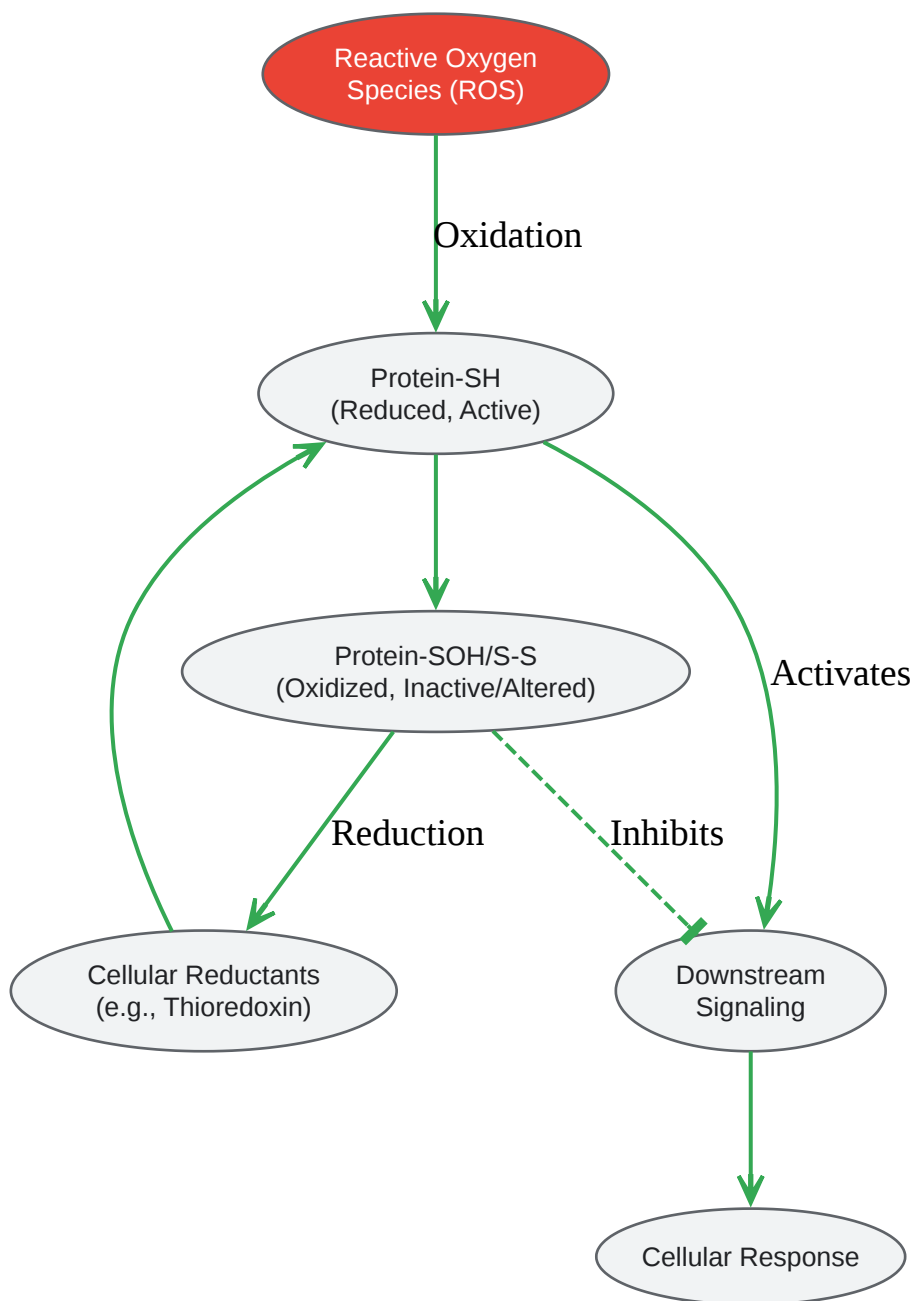 Reactive Oxygen
Species (ROS)
Oxidation
Protein-SH
(Reduced, Active)
Protein-SOH/S-S
(Oxidized, Inactive/Altered)
Activates
Reduction
Inhibits
Cellular Reductants
(e.g., Thioredoxin)
Downstream
Signaling
Cellular Response